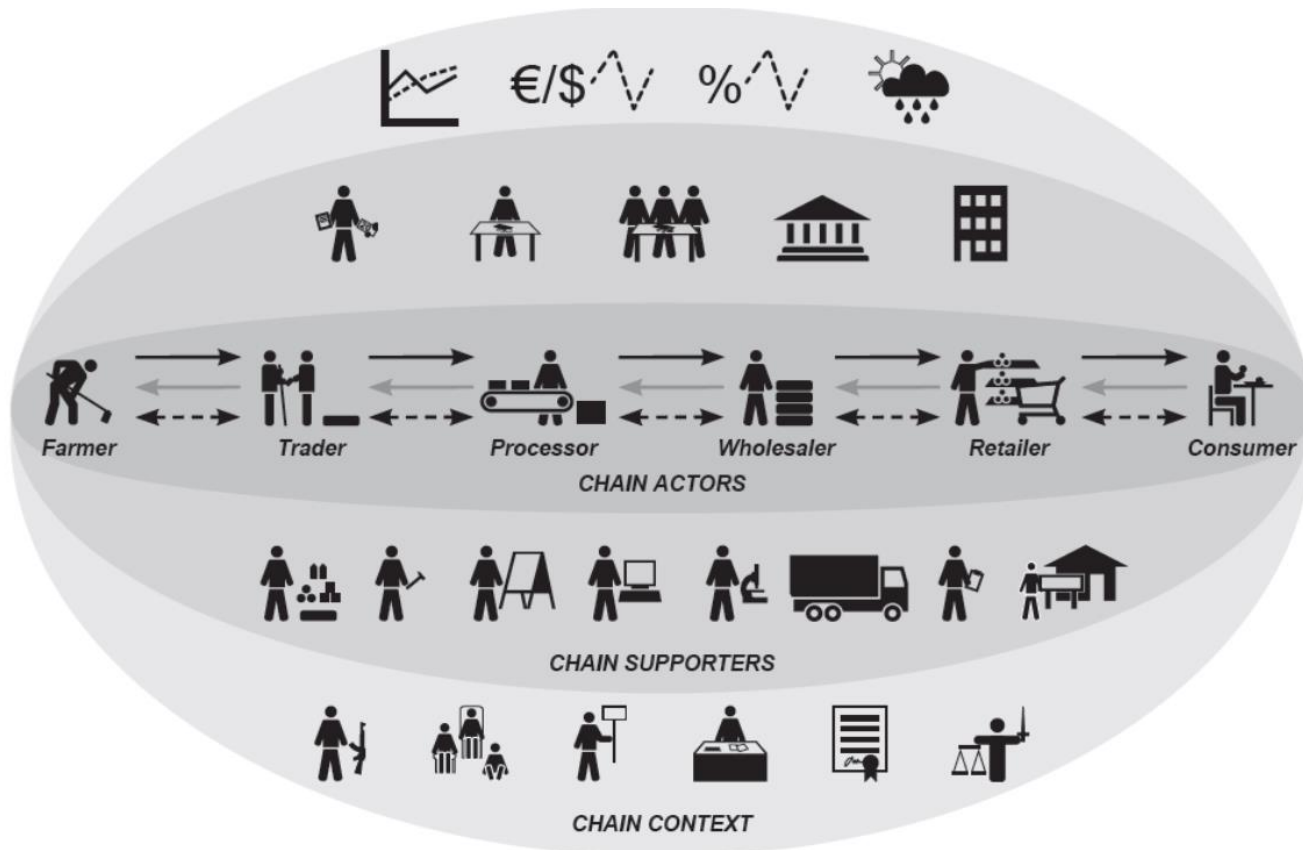 €/$ %
Farmer Trader Processor Wholesaler Retailer Consumer
CHAIN ACTORS
CHAIN SUPPORTERS
CHAIN CONTEXT